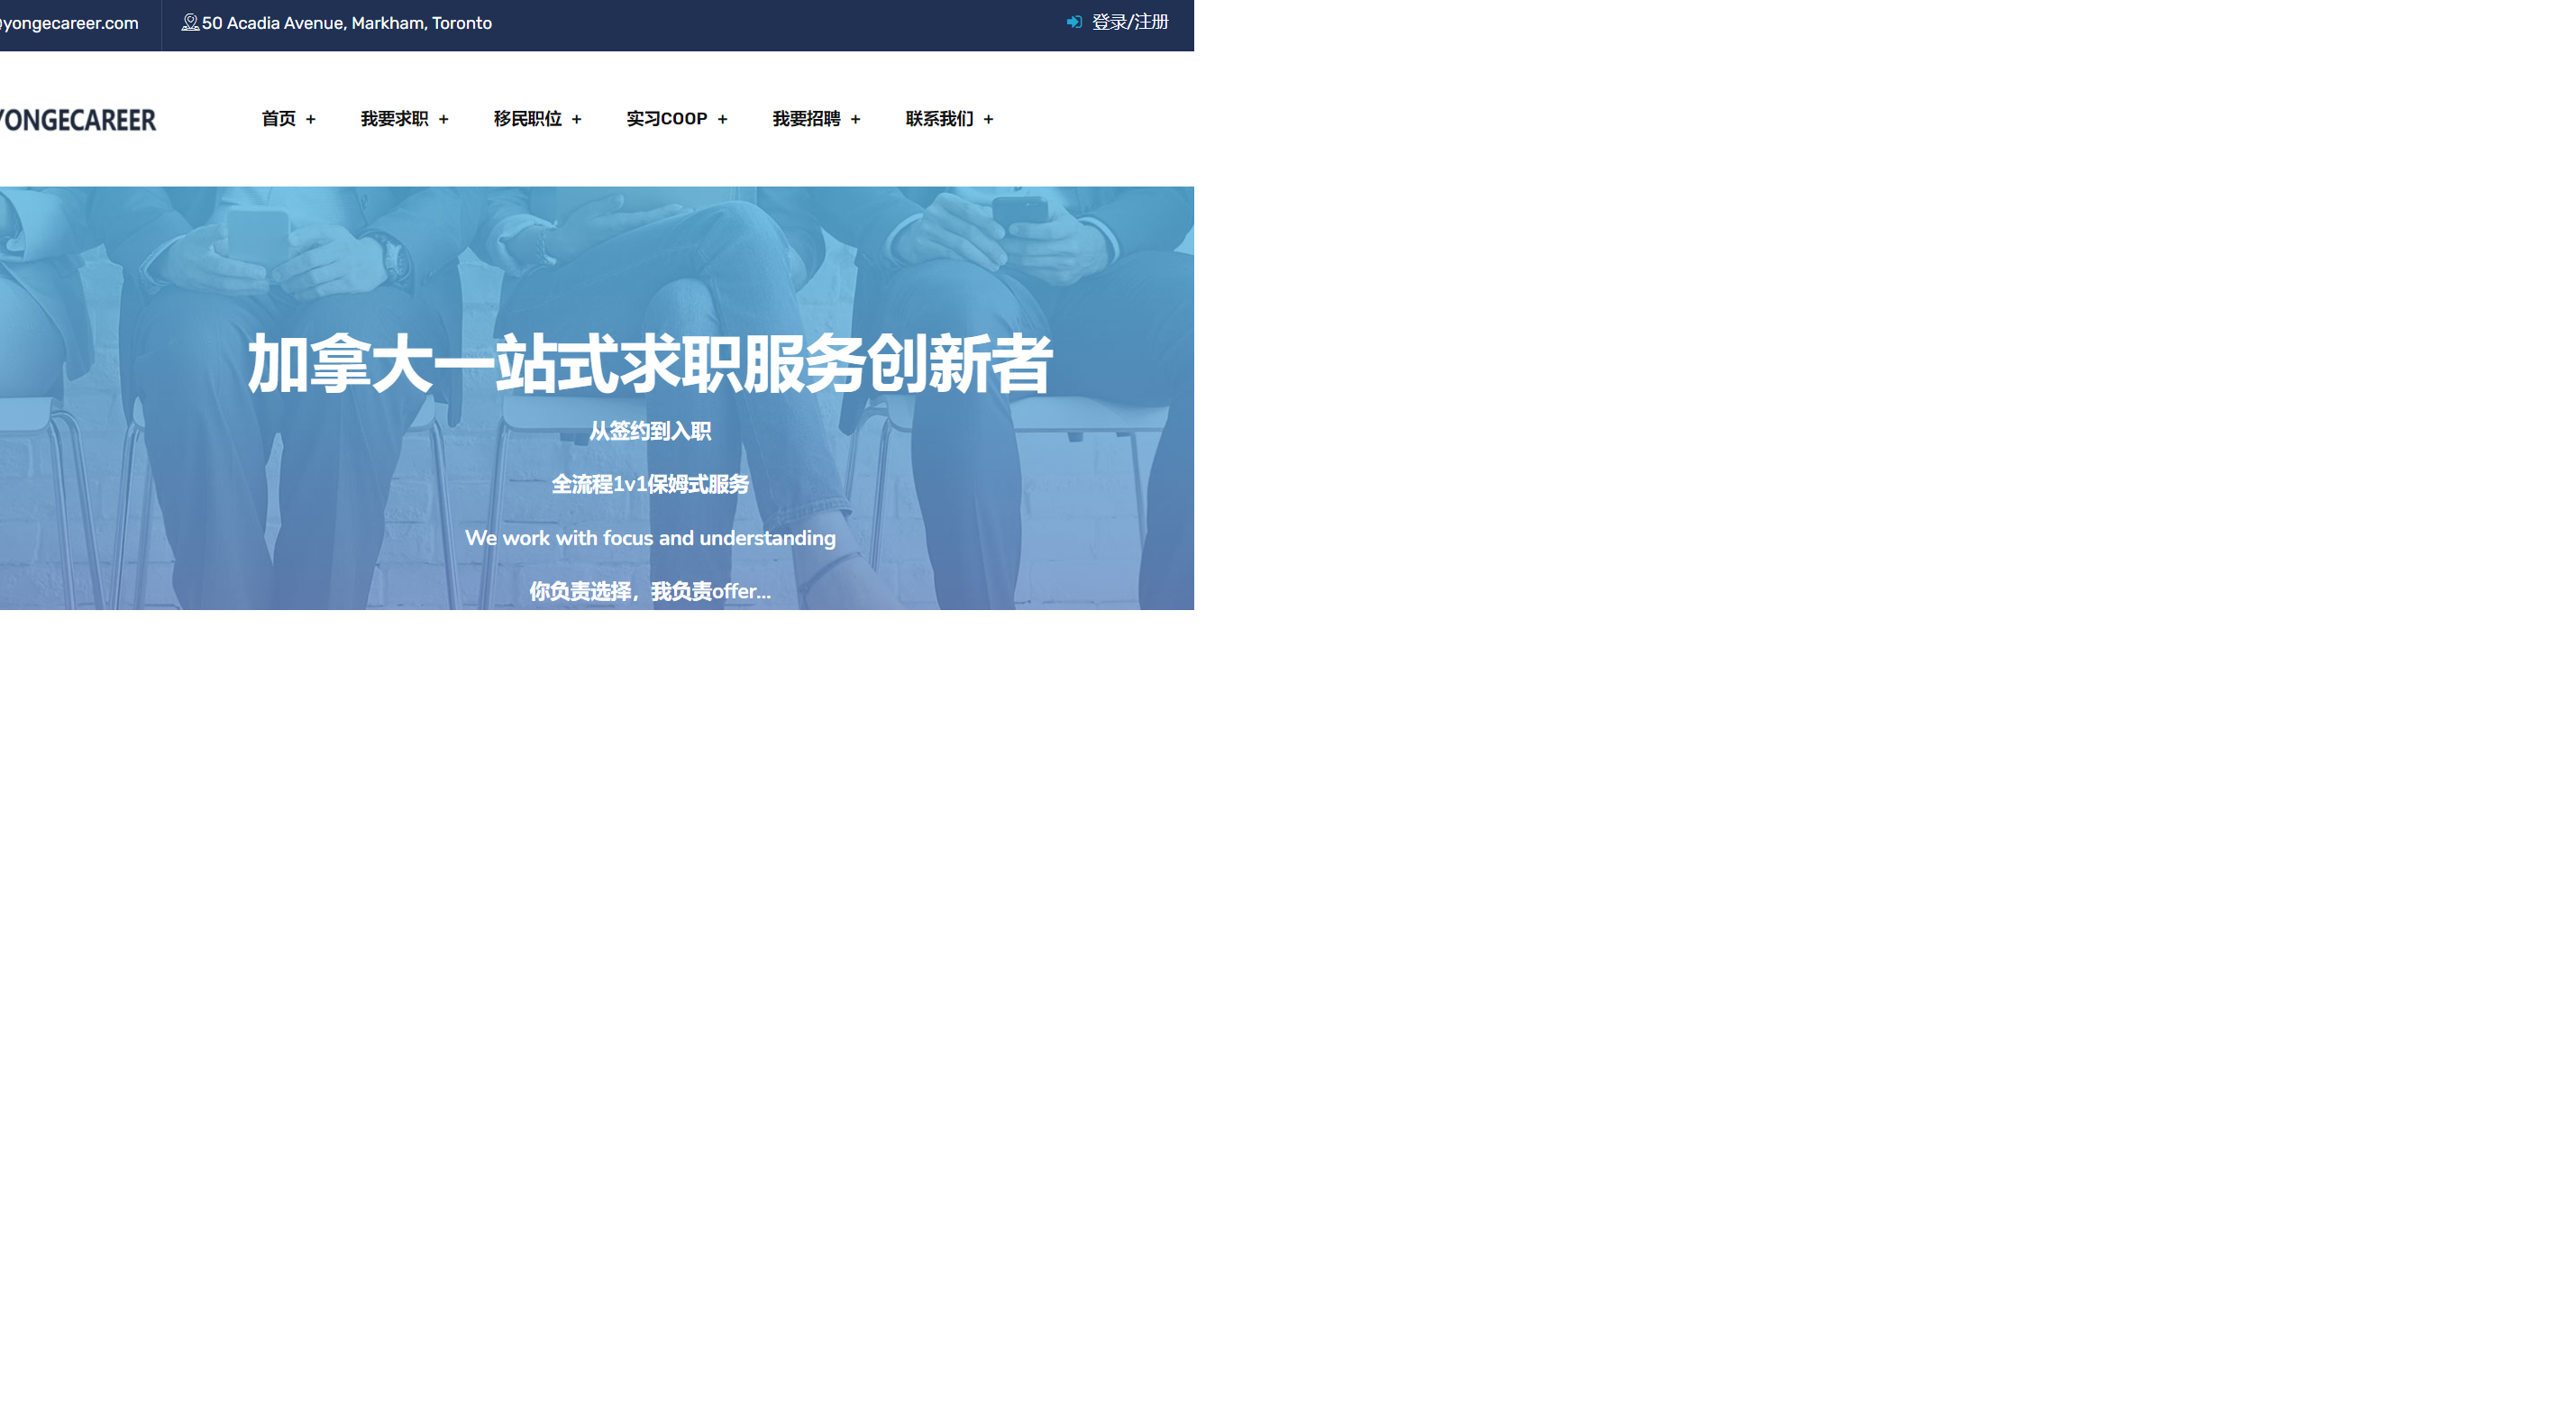 @yongecareer.com
50 Acadia Avenue, Markham, Toronto
登录/注册
YONGECAREER
首页 +
我要求职 +
移民职位 +
实习COOP +
我要招聘 +
联系我们 +
加拿大一站式求职服务创新者
从签约到入职
全流程1v1保姆式服务
We work with focus and understanding
你负责选择，我负责offer...